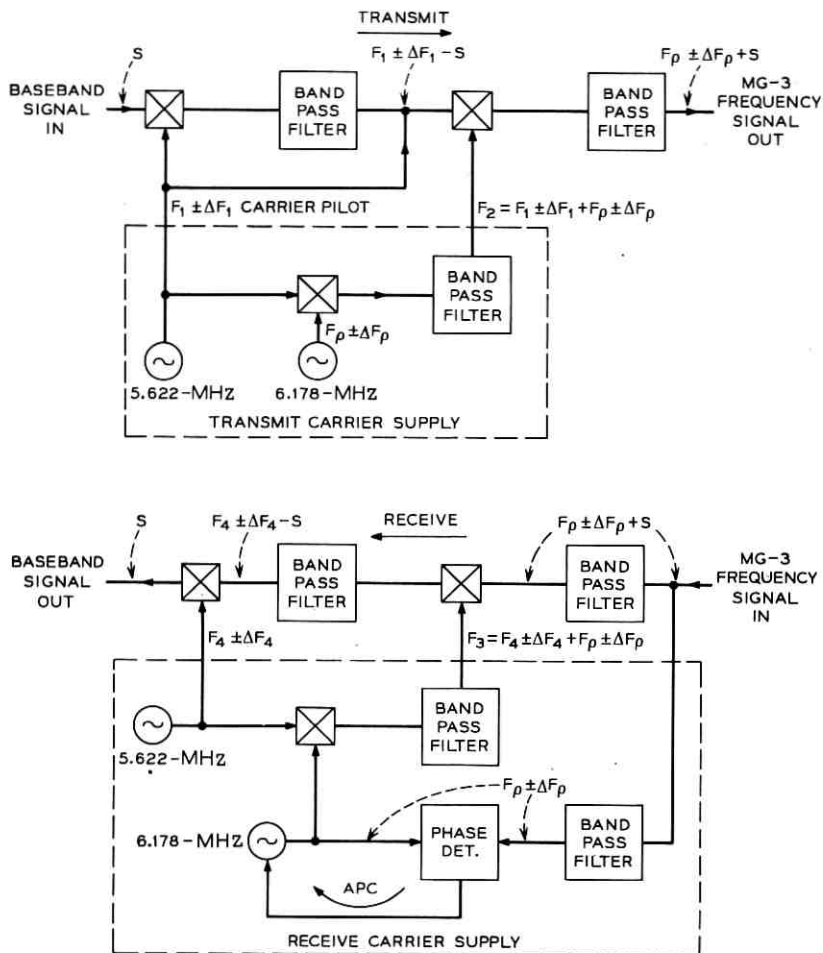 TRANSMIT
S
F₁ ± ΔF₁ − S
Fρ ± ΔFρ + S
BASEBAND
SIGNAL
IN
BAND
PASS
FILTER
BAND
PASS
FILTER
MG-3
FREQUENCY
SIGNAL
OUT
F₁ ± ΔF₁ CARRIER PILOT
F₂ = F₁ ± ΔF₁ + Fρ ± ΔFρ
BAND
PASS
FILTER
Fρ ± ΔFρ
5.622-MHZ
6.178-MHZ
TRANSMIT CARRIER SUPPLY
S
F₄ ± ΔF₄ − S
RECEIVE
Fρ ± ΔFρ + S
BASEBAND
SIGNAL
OUT
BAND
PASS
FILTER
BAND
PASS
FILTER
MG-3
FREQUENCY
SIGNAL
IN
F₄ ± ΔF₄
F₃ = F₄ ± ΔF₄ + Fρ ± ΔFρ
BAND
PASS
FILTER
5.622-MHZ
Fρ ± ΔFρ
6.178-MHZ
PHASE
DET.
BAND
PASS
FILTER
APC
RECEIVE CARRIER SUPPLY